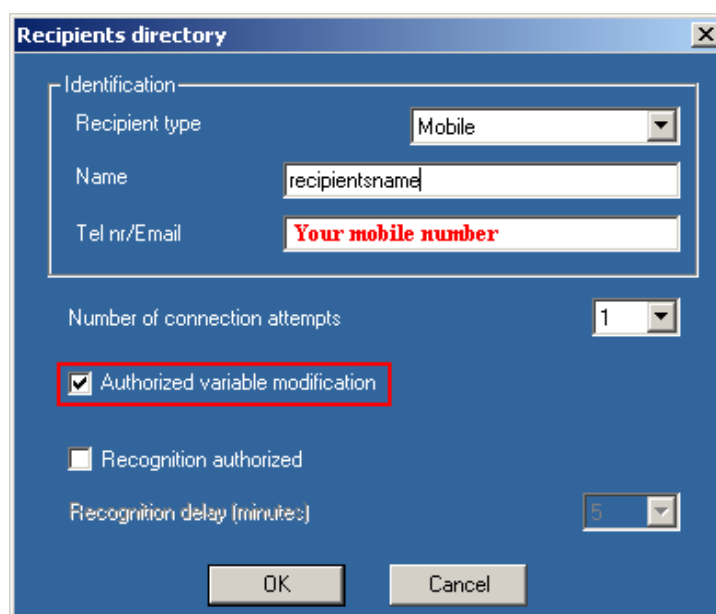 Recipients directory
Identification
Recipient type Mobile
Name recipientsname
Tel nr/Email Your mobile number
Number of connection attempts 1
Authorized variable modification
Recognition authorized
Recognition delay (minutes) 5
OK Cancel